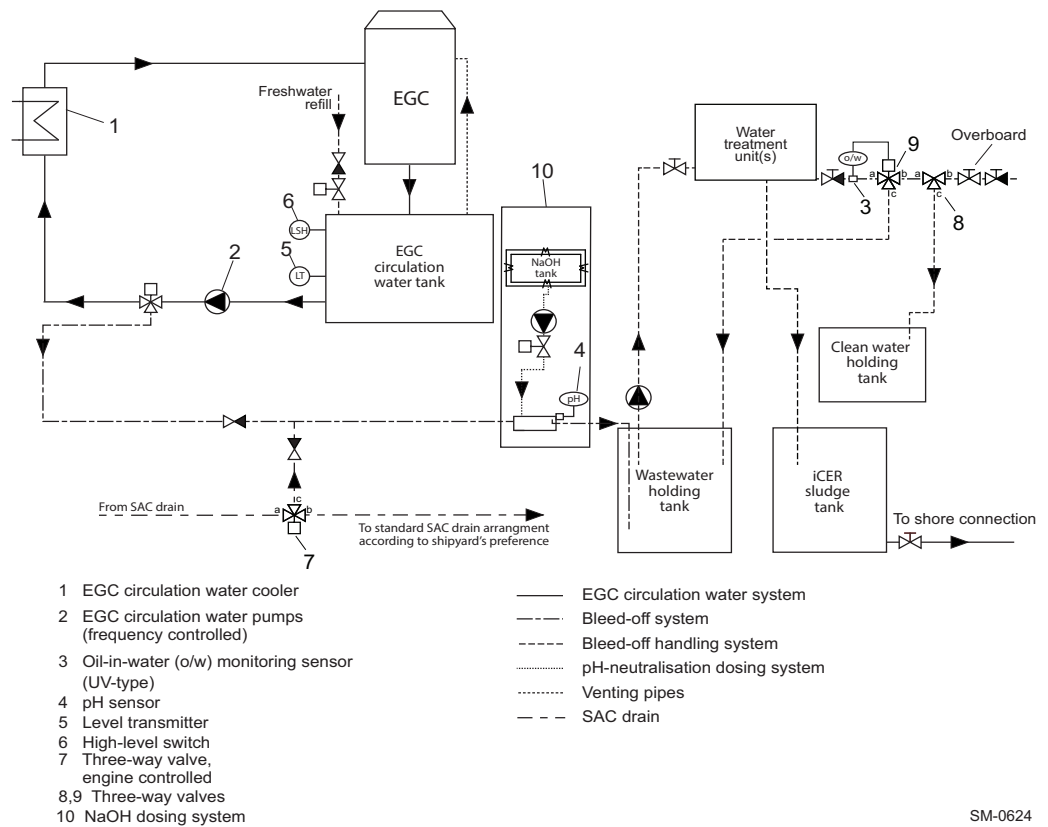 EGC
Freshwater
refill
1
2
6
LSH
5
LT
EGC
circulation
water tank
10
NaOH
tank
4
pH
Water
treatment
unit(s)
o/w
9
Overboard
a
b
a
b
c
c
3
8
Clean water
holding
tank
Wastewater
holding
tank
iCER
sludge
tank
To shore connection
From SAC drain
a
c
b
To standard SAC drain arrangment
according to shipyard's preference
7
1 EGC circulation water cooler
2 EGC circulation water pumps
(frequency controlled)
3 Oil-in-water (o/w) monitoring sensor
(UV-type)
4 pH sensor
5 Level transmitter
6 High-level switch
7 Three-way valve,
engine controlled
8,9 Three-way valves
10 NaOH dosing system
EGC circulation water system
Bleed-off system
Bleed-off handling system
pH-neutralisation dosing system
Venting pipes
SAC drain
SM-0624